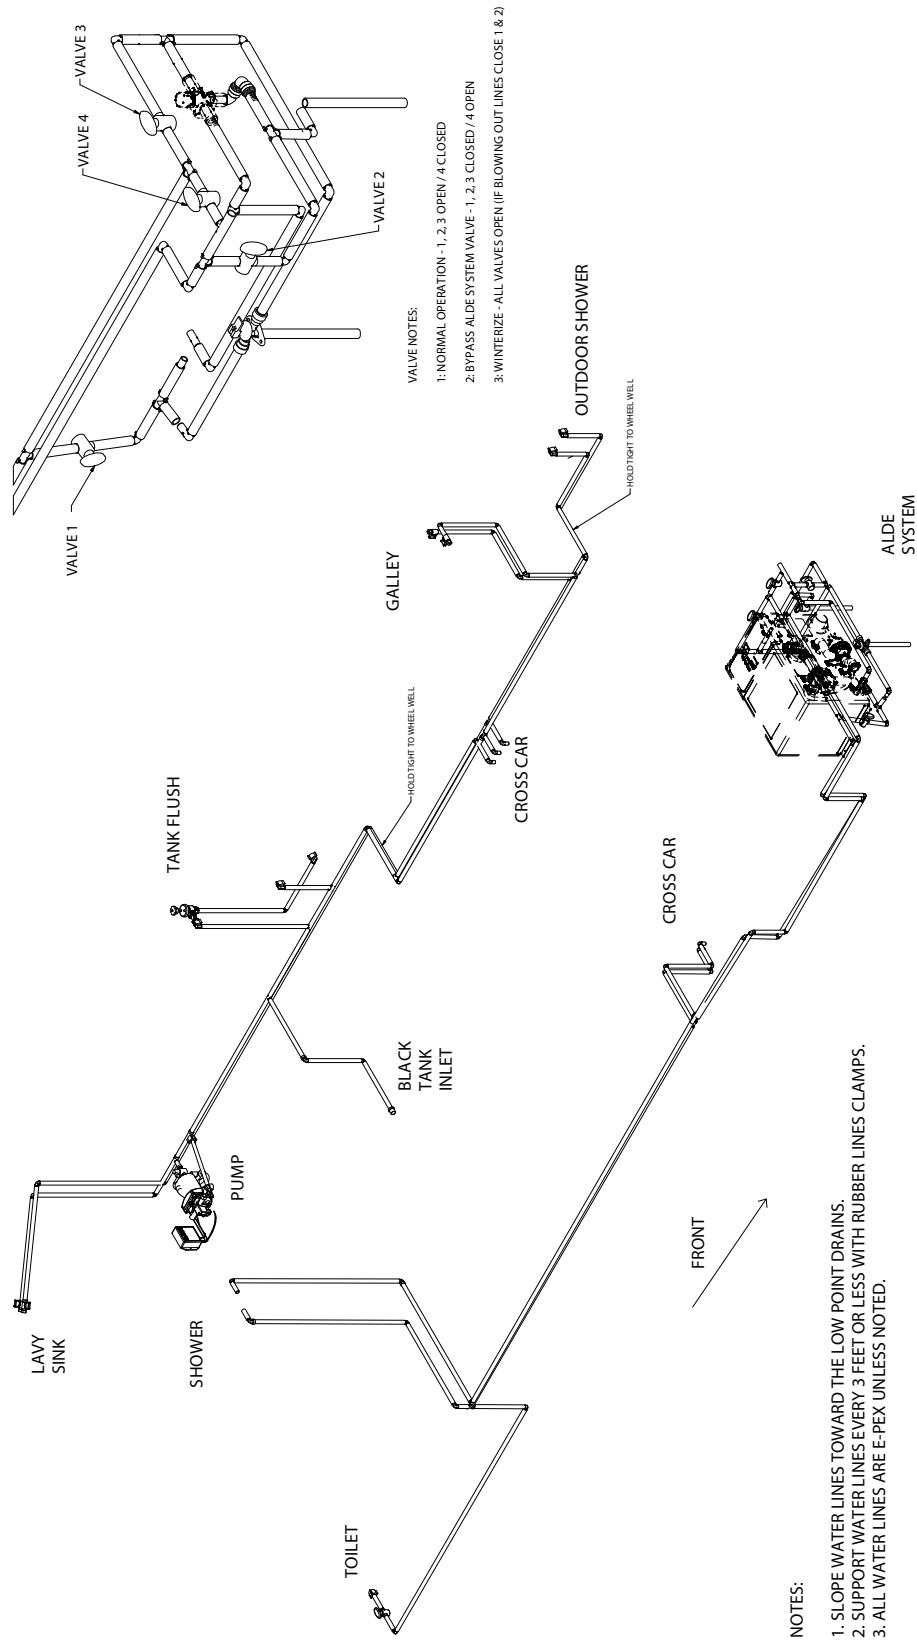 VALVE 3
VALVE 4
VALVE 2
VALVE 1
VALVE NOTES:
1: NORMAL OPERATION - 1, 2, 3 OPEN / 4 CLOSED
2: BYPASS ALDE SYSTEM VALVE - 1, 2, 3 CLOSED / 4 OPEN
3: WINTERIZE - ALL VALVES OPEN (IF BLOWING OUT LINES CLOSE 1 & 2)
LAVY
SINK
PUMP
TANK FLUSH
BLACK
TANK
INLET
HOLD TIGHT TO WHEEL WELL
GALLEY
CROSS CAR
OUTDOOR SHOWER
HOLD TIGHT TO WHEEL WELL
SHOWER
TOILET
CROSS CAR
ALDE
SYSTEM
FRONT
NOTES:
1. SLOPE WATER LINES TOWARD THE LOW POINT DRAINS.
2. SUPPORT WATER LINES EVERY 3 FEET OR LESS WITH RUBBER LINES CLAMPS.
3. ALL WATER LINES ARE E-PEX UNLESS NOTED.